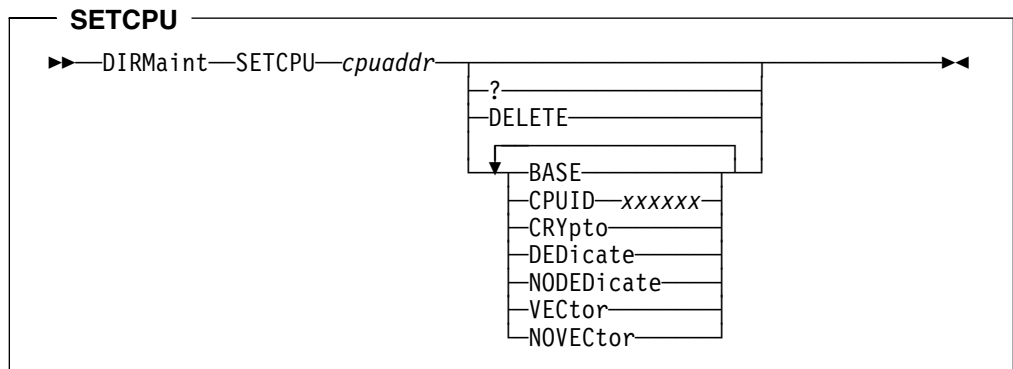 SETCPU
DIRMaint SETCPU cpuaddr
?
DELETE
BASE
CPUID xxxxxx
CRYpto
DEDicate
NODEDicate
VECtor
NOVECtor